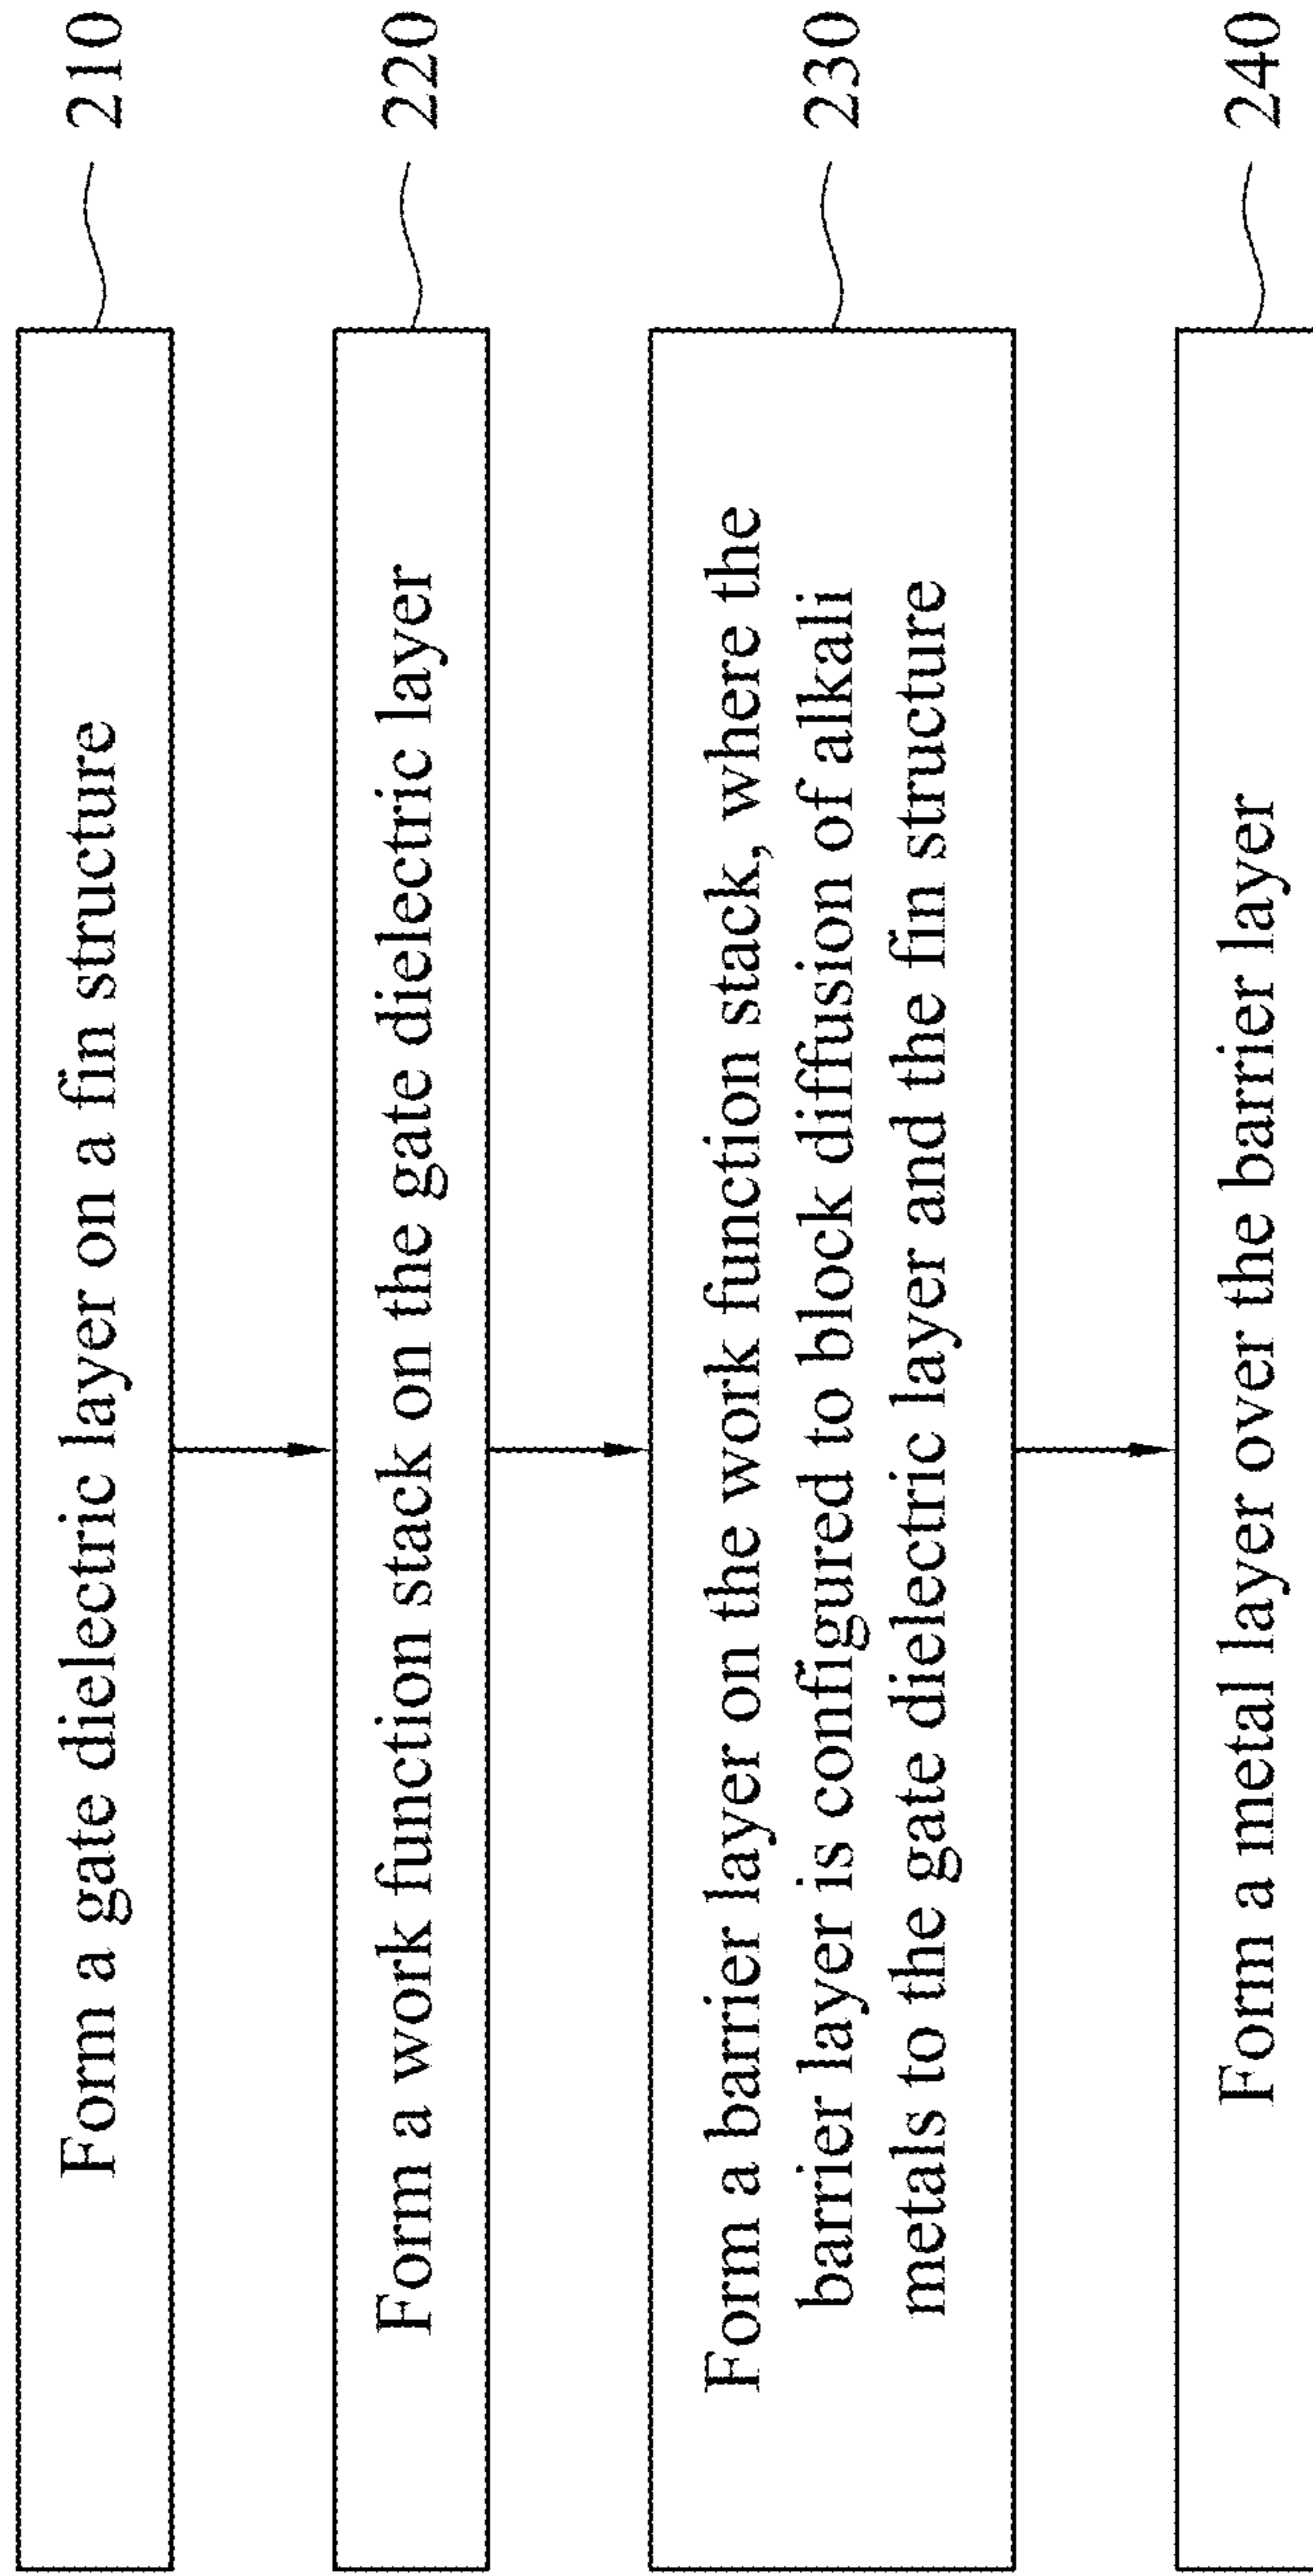 Form a gate dielectric layer on a fin structure
210
Form a work function stack on the gate dielectric layer
220
Form a barrier layer on the work function stack, where the
barrier layer is configured to block diffusion of alkali
metals to the gate dielectric layer and the fin structure
230
Form a metal layer over the barrier layer
240